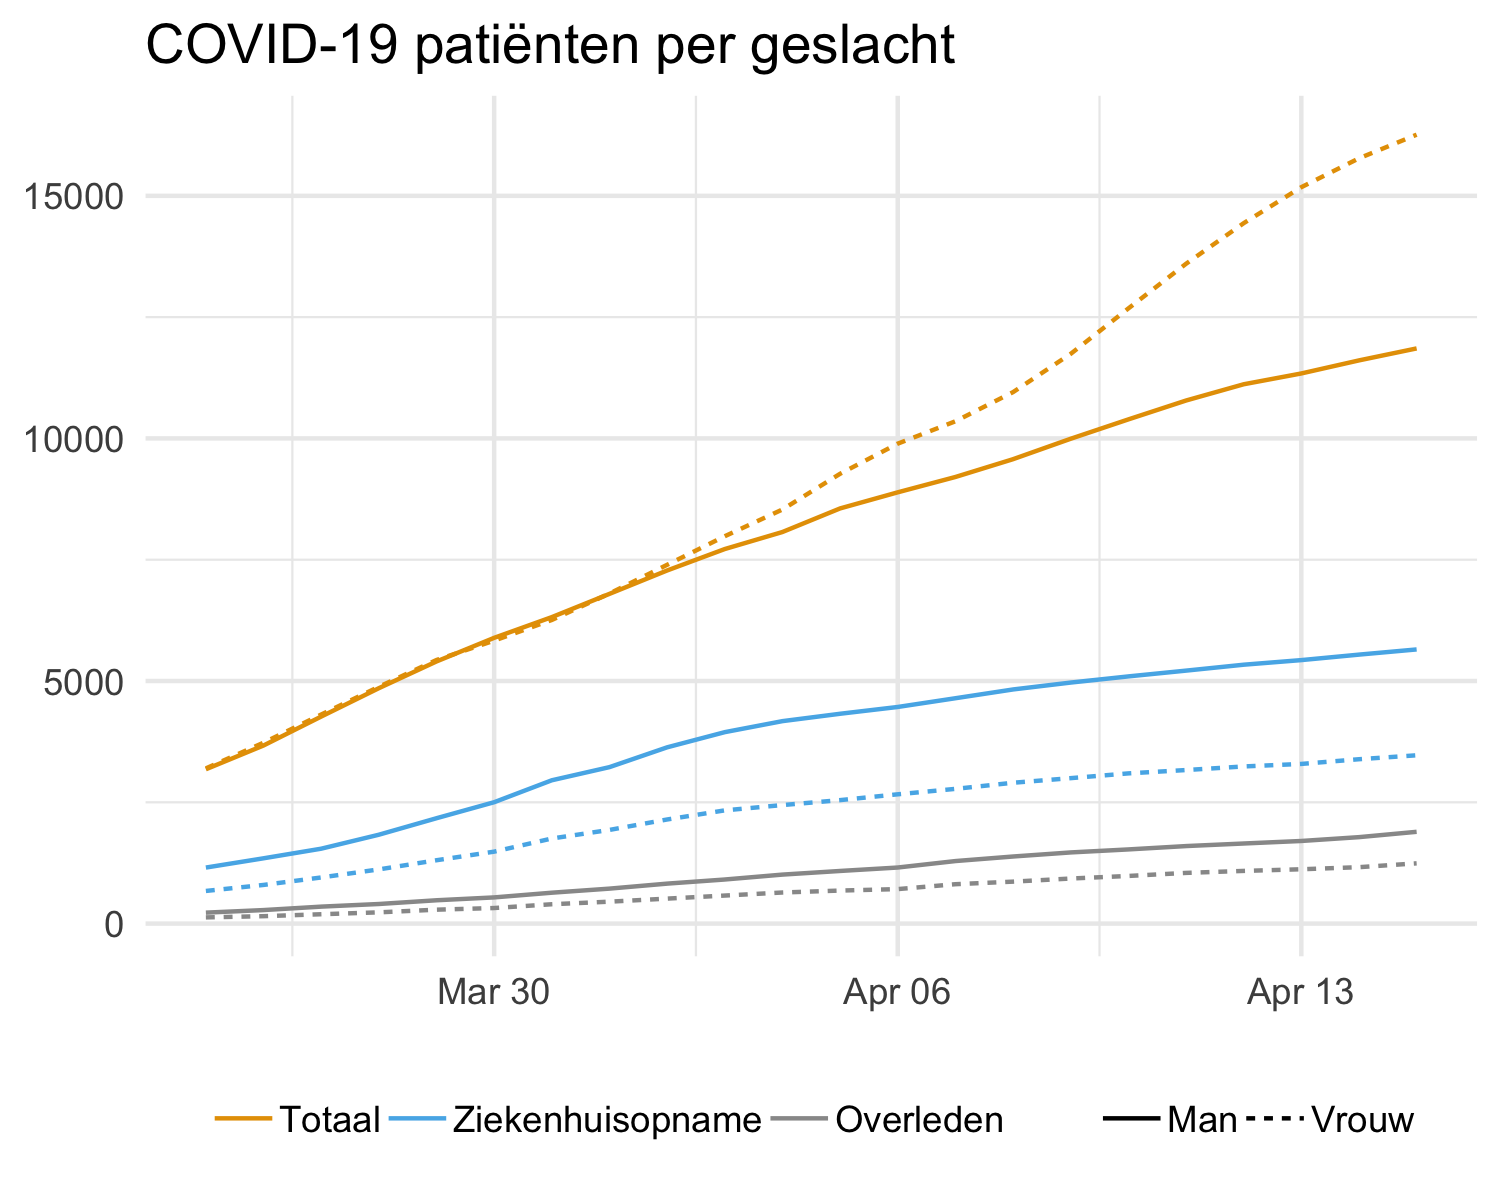 COVID-19 patiënten per geslacht
15000
10000
5000
0
Mar 30 Apr 06 Apr 13
Totaal Ziekenhuisopname Overleden Man Vrouw